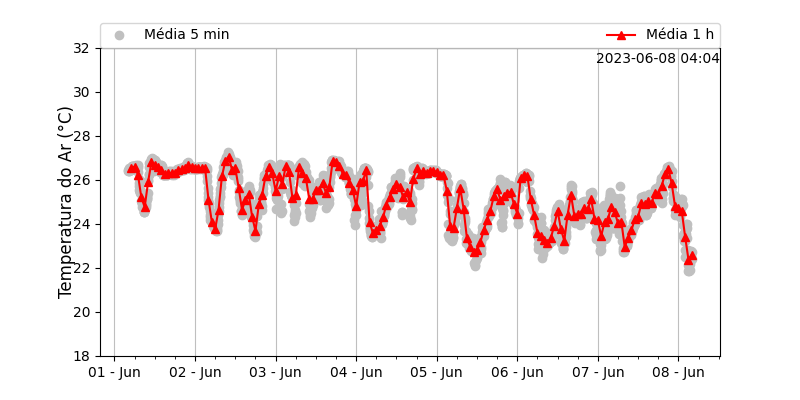 Média 5 min
Média 1 h
2023-06-08 04:04
Temperatura do Ar (°C)
32
30
28
26
24
22
20
18
01 - Jun
02 - Jun
03 - Jun
04 - Jun
05 - Jun
06 - Jun
07 - Jun
08 - Jun